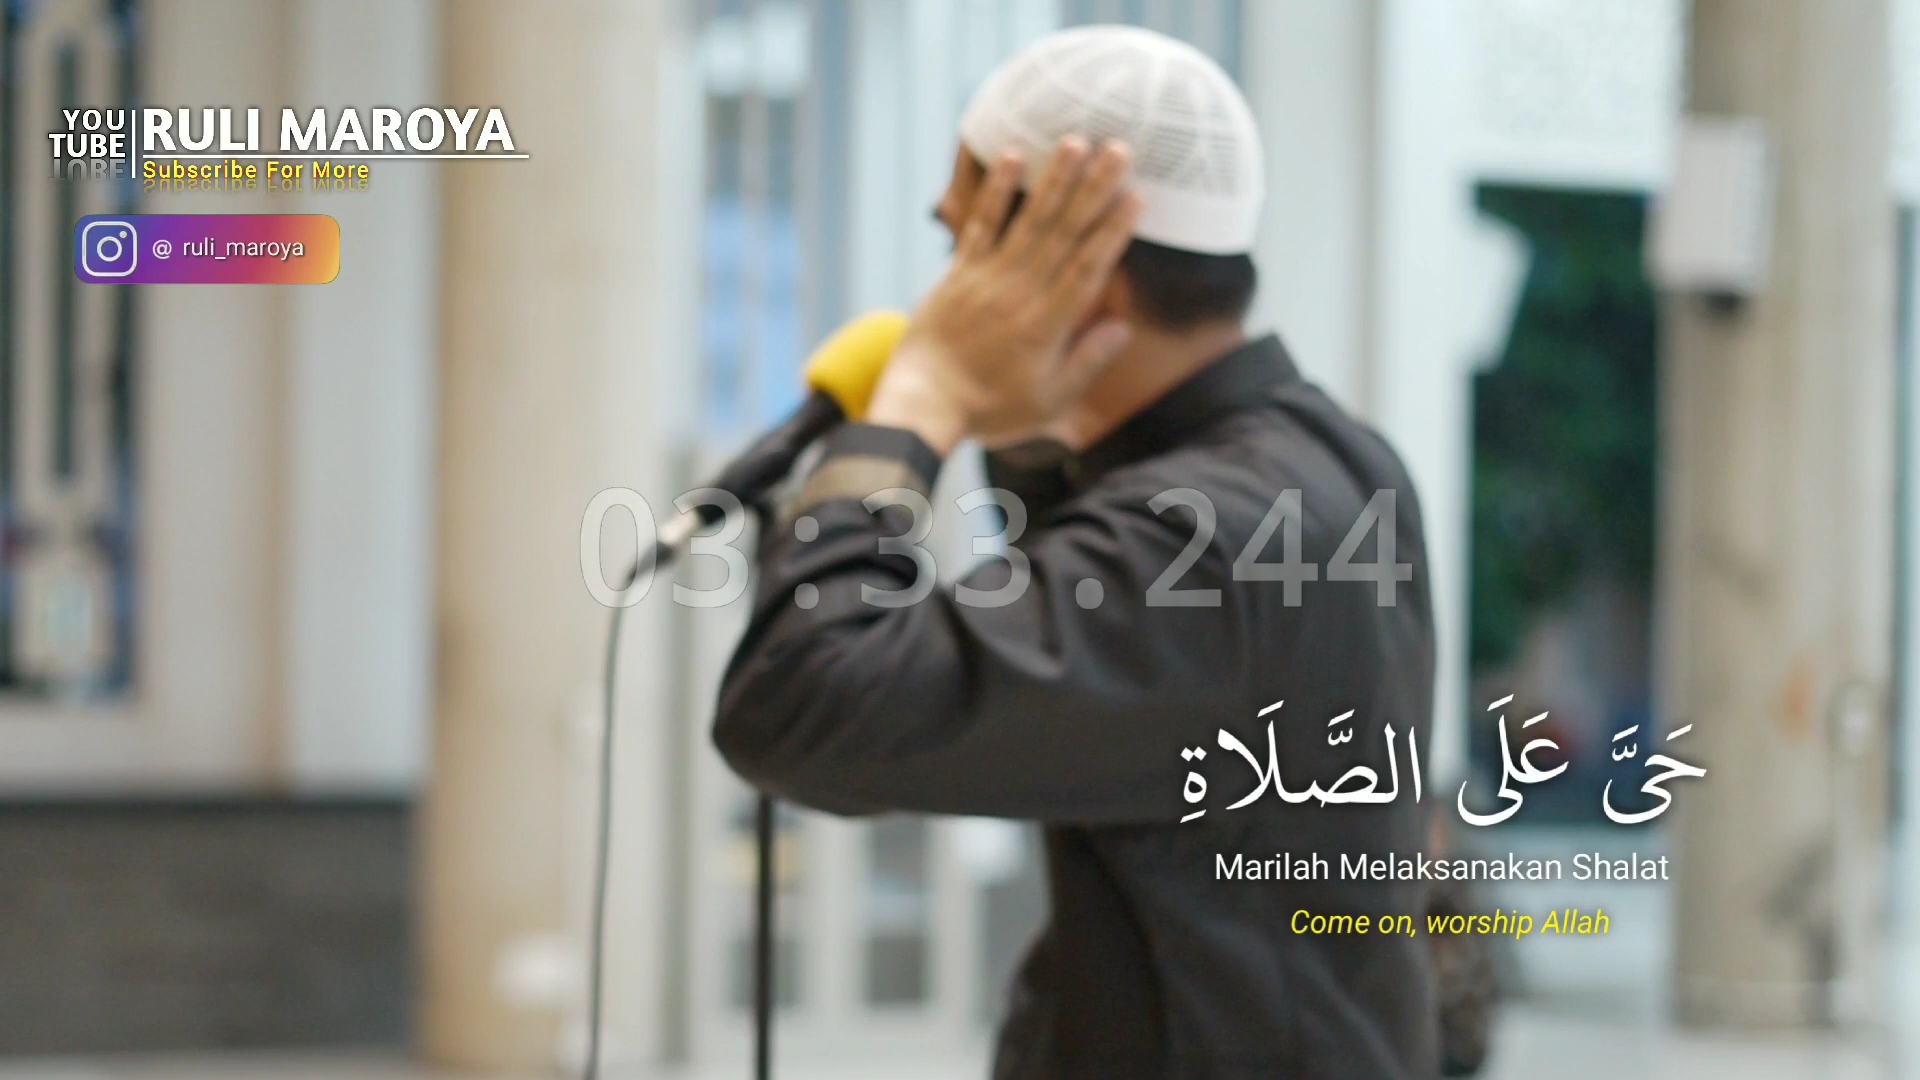 YOU
TUBE
RULI MAROYA
Subscribe For More
@ ruli_maroya
03:33.244
حَيَّ عَلَى الصَّلَاةِ
Marilah Melaksanakan Shalat
Come on, worship Allah